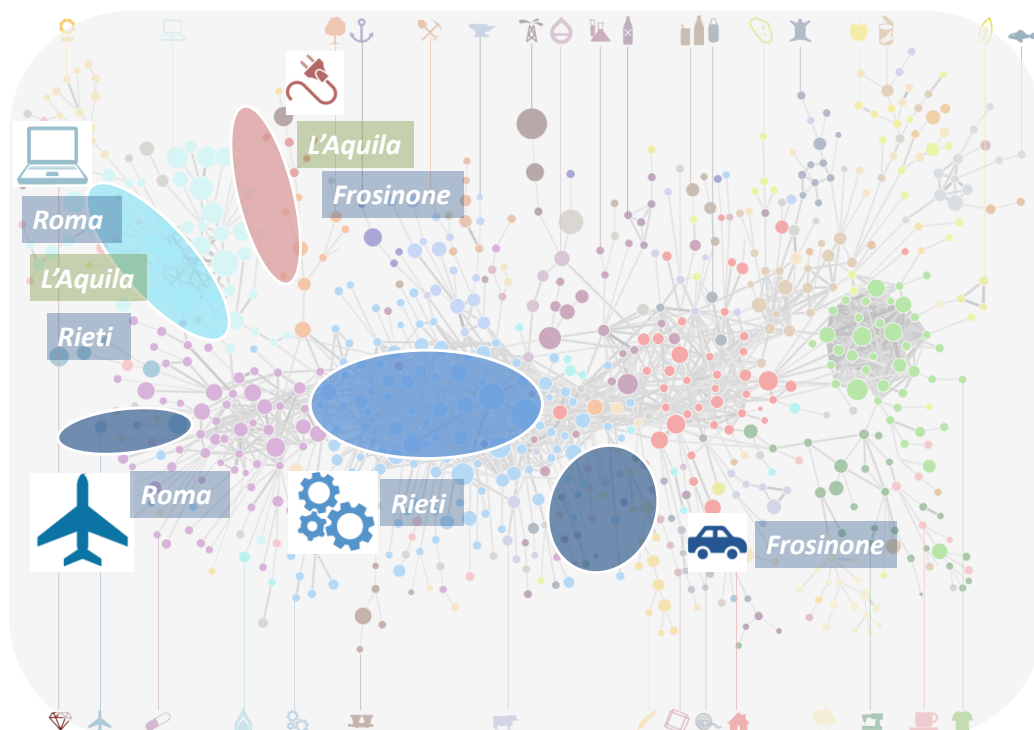 L'Aquila
Frosinone
Roma
L'Aquila
Rieti
Roma
Rieti
Frosinone